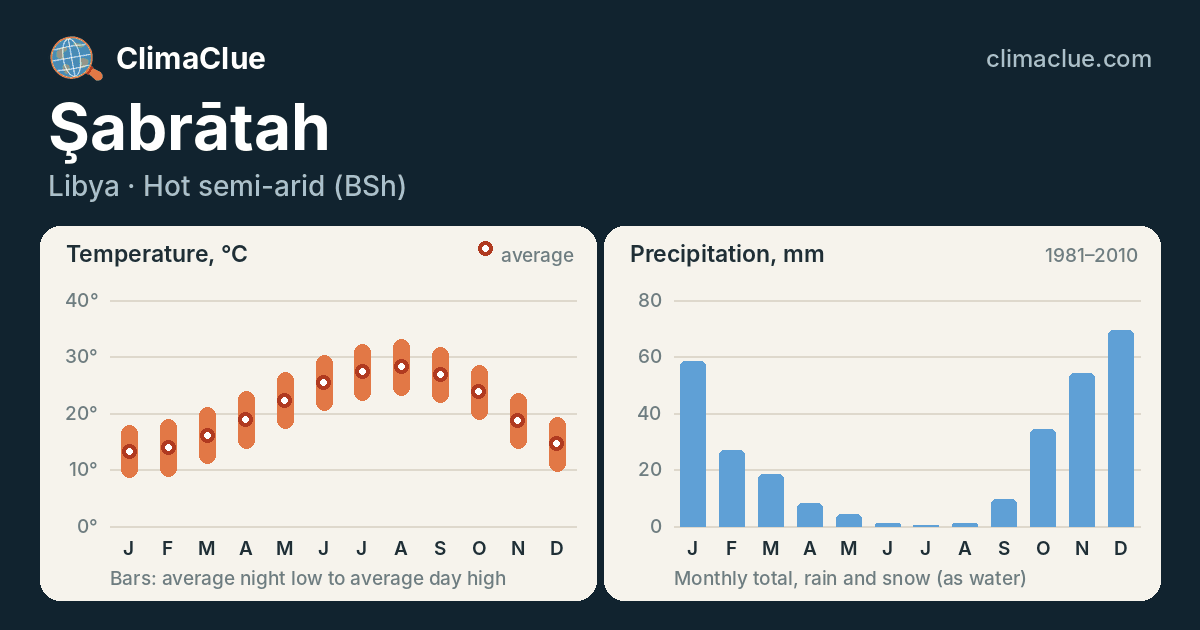 ClimaClue
climaclue.com
Şabrātah
Libya · Hot semi-arid (BSh)
Temperature, °C
average
40°
30°
20°
10°
0°
J F M A M J J A S O N D
Bars: average night low to average day high
Precipitation, mm
1981–2010
80
60
40
20
0
J F M A M J J A S O N D
Monthly total, rain and snow (as water)